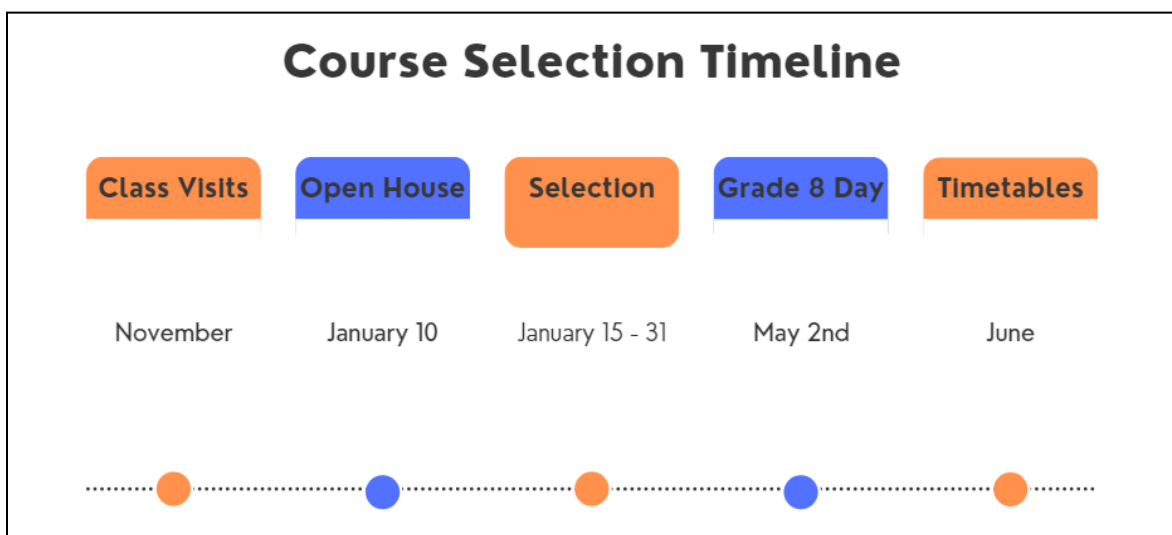 Course Selection Timeline
Class Visits
Open House
Selection
Grade 8 Day
Timetables
November
January 10
January 15 - 31
May 2nd
June